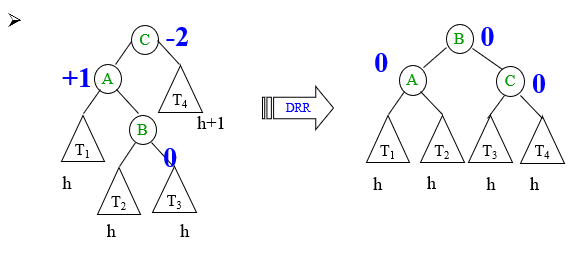 C -2
B 0
+1 A
0 A
C 0
T4
h+1
DRR
B
0
T1
T1 T2 T3 T4
h
h h h h
T2 T3
h h